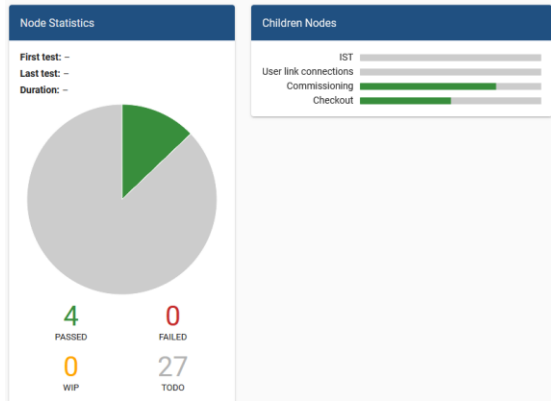 Node Statistics
First test: –
Last test: –
Duration: –
4
PASSED
0
FAILED
0
WIP
27
TODO
Children Nodes
IST
User link connections
Commissioning
Checkout